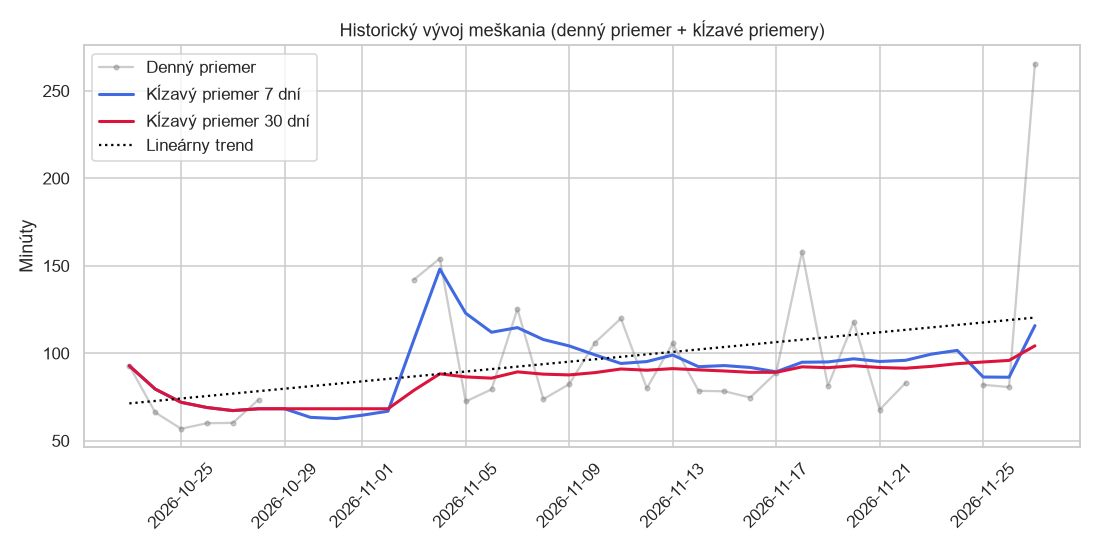 Historický vývoj meškania (denný priemer + kĺzavé priemery)
Denný priemer
Kĺzavý priemer 7 dní
Kĺzavý priemer 30 dní
Lineárny trend
Minúty
250
200
150
100
50
2026-10-25
2026-10-29
2026-11-01
2026-11-05
2026-11-09
2026-11-13
2026-11-17
2026-11-21
2026-11-25